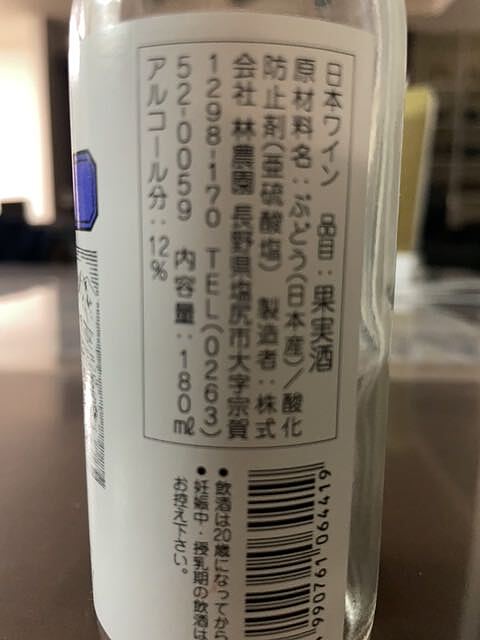 日本ワイン 品目：果実酒
原材料名：ぶどう(日本産)/酸化
防止剤(亜硫酸塩) 製造者：株式
会社 林農園 長野県塩尻市大字宗賀
1298-170 TEL(0263)
52-0059 内容量：180㎖
アルコール分：12%
●飲酒は20歳になってから
●妊娠中・授乳期の飲酒は
お控え下さい。
990761 064416